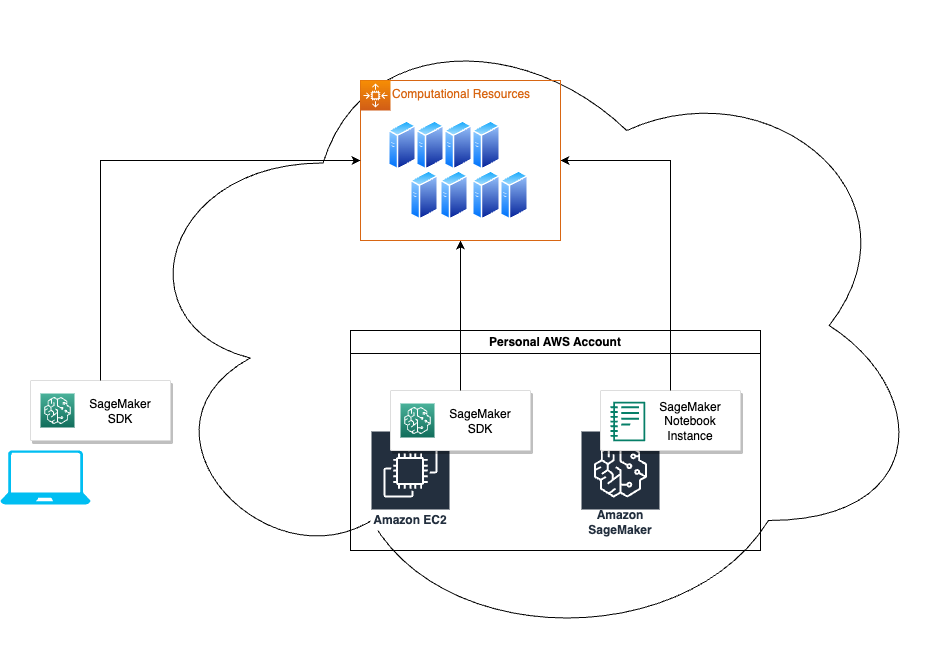 Computational Resources
Personal AWS Account
SageMaker
SDK
SageMaker
SDK
SageMaker
Notebook
Instance
Amazon EC2
Amazon
SageMaker